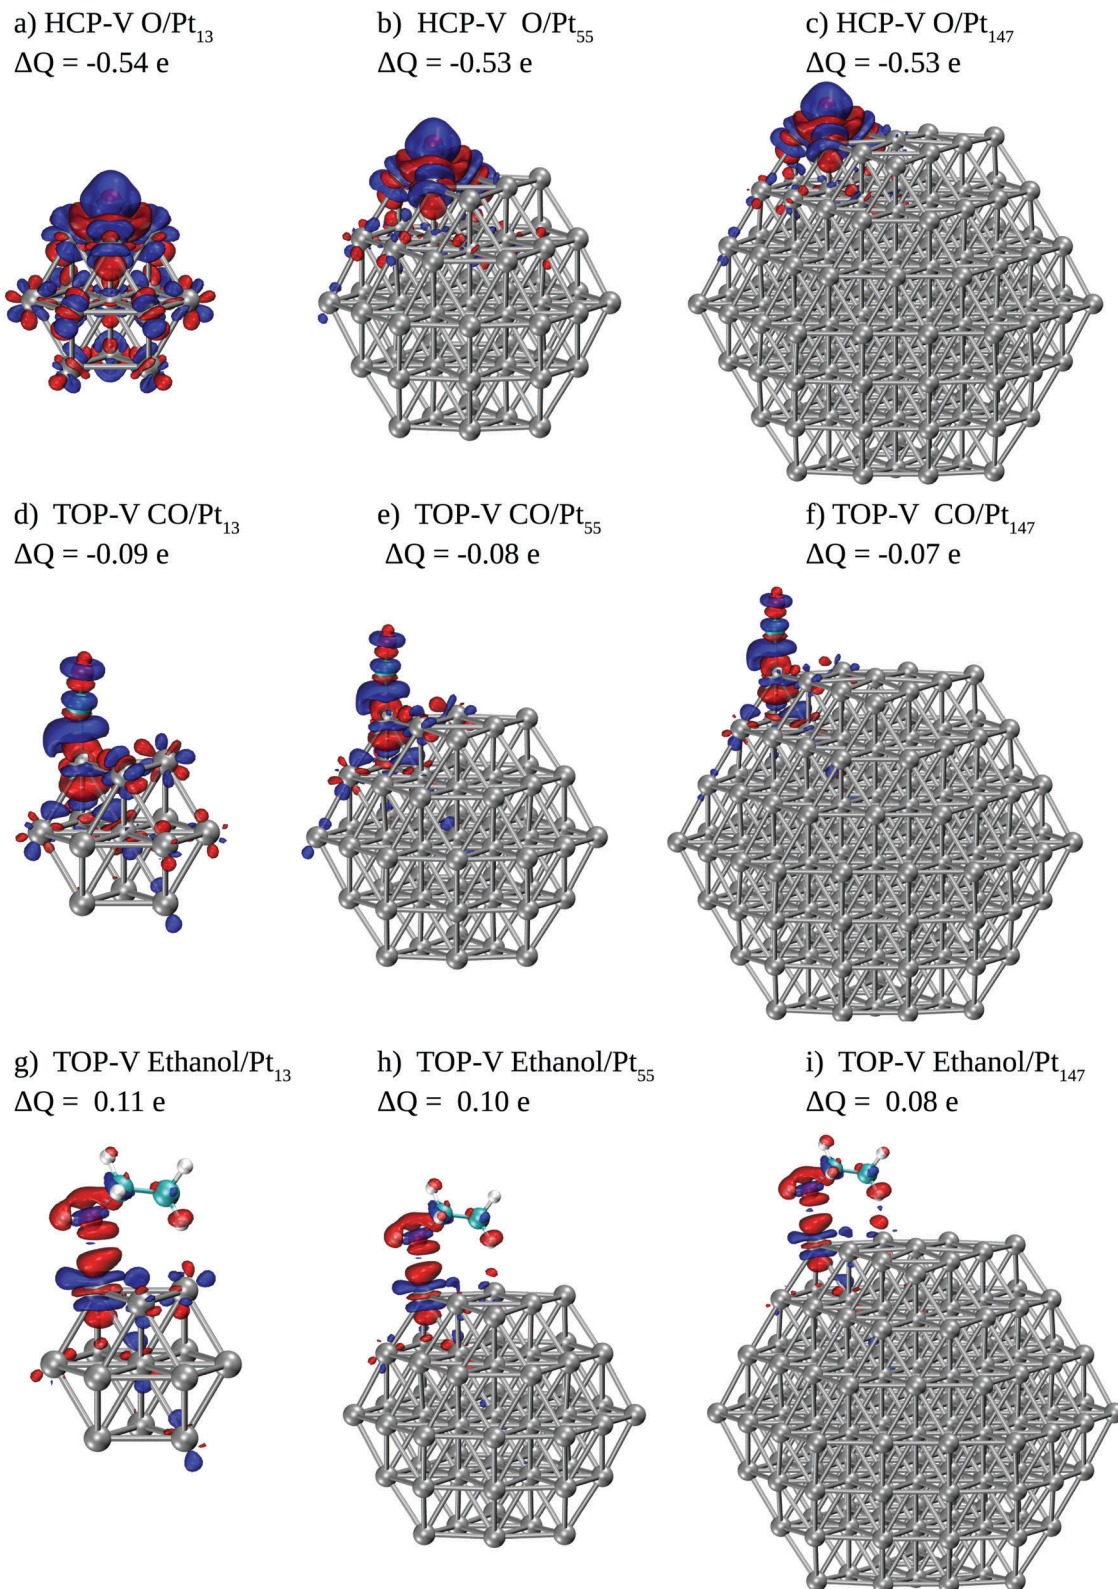 a) HCP-V O/Pt₁₃
ΔQ = -0.54 e
b) HCP-V O/Pt₅₅
ΔQ = -0.53 e
c) HCP-V O/Pt₁₄₇
ΔQ = -0.53 e
d) TOP-V CO/Pt₁₃
ΔQ = -0.09 e
e) TOP-V CO/Pt₅₅
ΔQ = -0.08 e
f) TOP-V CO/Pt₁₄₇
ΔQ = -0.07 e
g) TOP-V Ethanol/Pt₁₃
ΔQ = 0.11 e
h) TOP-V Ethanol/Pt₅₅
ΔQ = 0.10 e
i) TOP-V Ethanol/Pt₁₄₇
ΔQ = 0.08 e